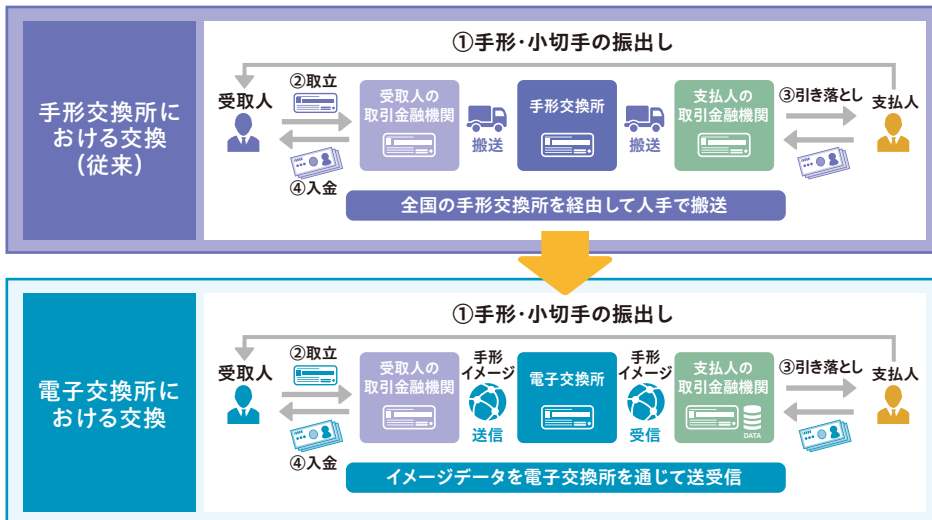 手形交換所に
おける交換
(従来)
①手形・小切手の振出し
受取人
②取立
④入金
受取人の
取引金融機関
搬送
手形交換所
搬送
支払人の
取引金融機関
③引き落とし
支払人
全国の手形交換所を経由して人手で搬送
電子交換所に
おける交換
①手形・小切手の振出し
受取人
②取立
④入金
受取人の
取引金融機関
手形
イメージ
送信
電子交換所
手形
イメージ
受信
支払人の
取引金融機関
DATA
③引き落とし
支払人
イメージデータを電子交換所を通じて送受信